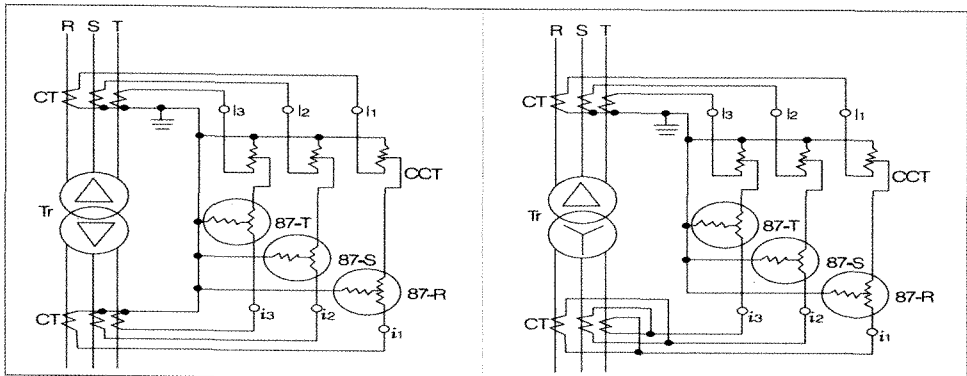 R S T
CT
I3 I2 I1
CCT
Tr
87-T
87-S
87-R
CT
i3 i2 i1
R S T
CT
I3 I2 I1
CCT
Tr
87-T
87-S
87-R
CT
i3 i2 i1